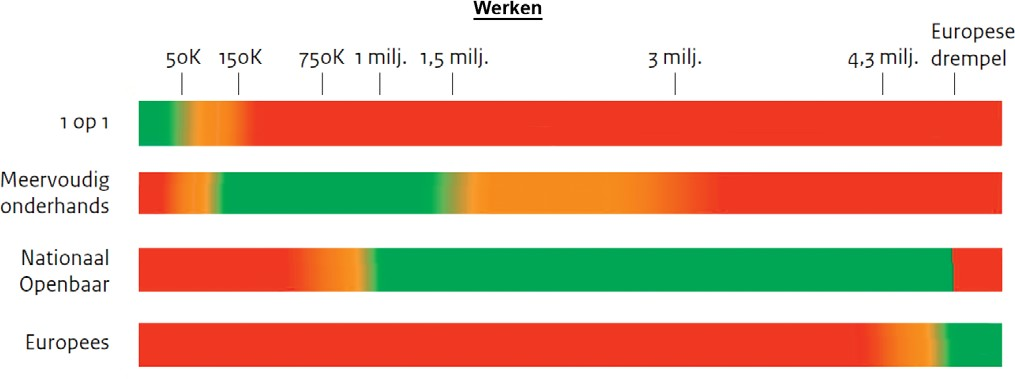 Werken
Europese
drempel
50K 150K 750K 1 milj. 1,5 milj. 3 milj. 4,3 milj.
1 op 1
Meervoudig
onderhands
Nationaal
Openbaar
Europees